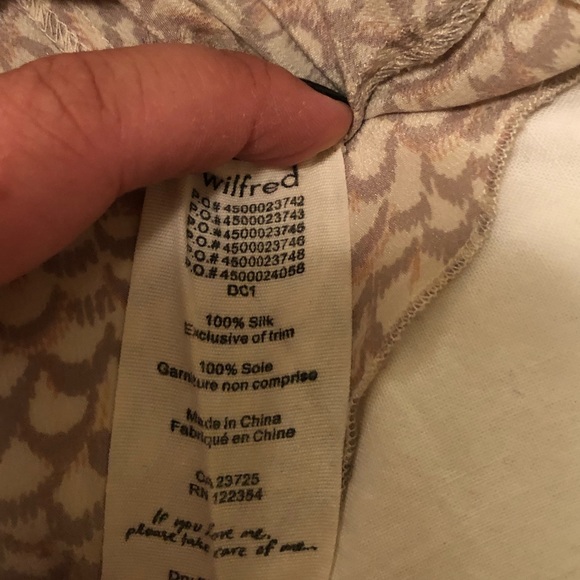 wilfred
P.O.# 4500023742
P.O.# 4500023743
P.O.# 4500023745
P.O.# 4500023746
P.O.# 4500023748
P.O.# 4500024058
DC1
100% Silk
Exclusive of trim
100% Soie
Garniture non comprise
Made in China
Fabriqué en Chine
CA 23725
RN 122354
If you love me,
please take care of me...